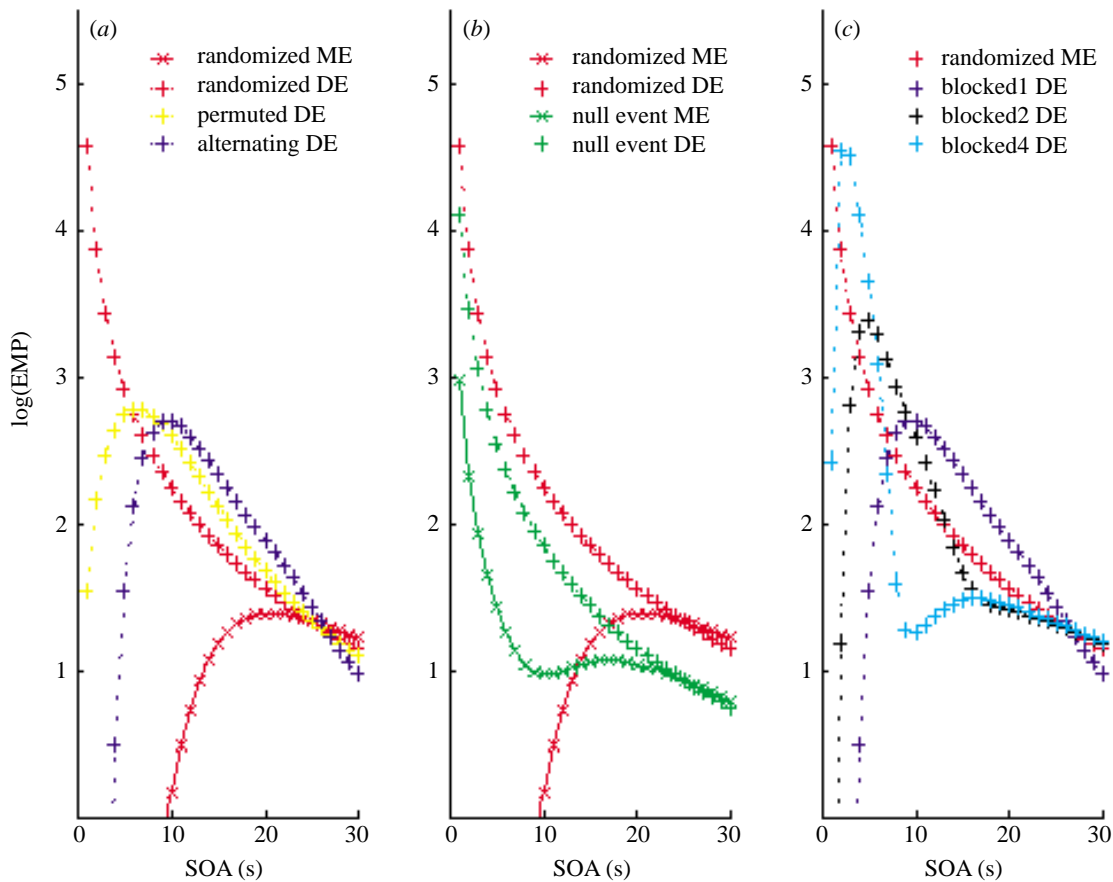 (a)
randomized ME
randomized DE
permuted DE
alternating DE
5
4
3
2
1
log(EMP)
0 10 20 30
SOA (s)
(b)
randomized ME
randomized DE
null event ME
null event DE
5
4
3
2
1
0 10 20 30
SOA (s)
(c)
randomized ME
blocked1 DE
blocked2 DE
blocked4 DE
5
4
3
2
1
0 10 20 30
SOA (s)